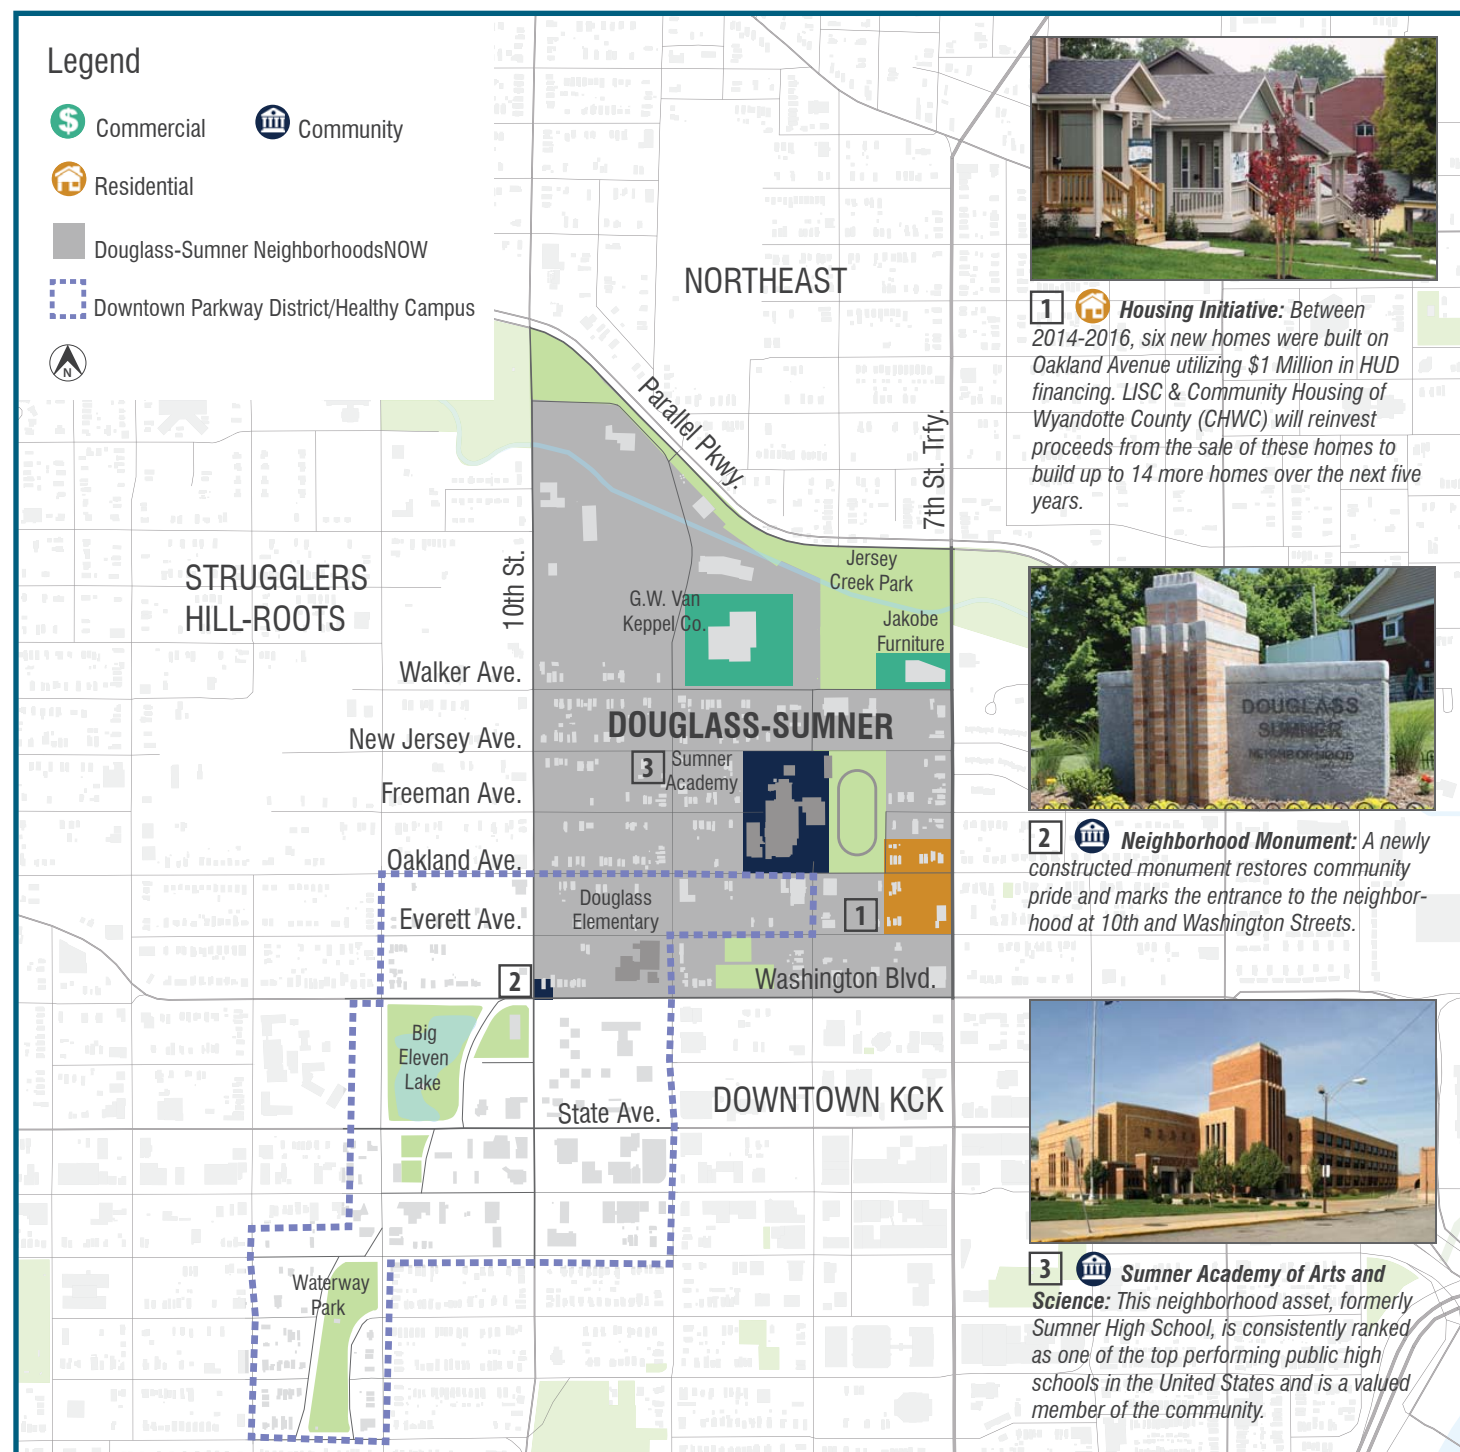 Legend
$ Commercial
Community
Residential
Douglass-Sumner NeighborhoodsNOW
Downtown Parkway District/Healthy Campus
N
NORTHEAST
Parallel Pkwy.
7th St. Trfy.
10th St.
STRUGGLERS
HILL-ROOTS
Jersey
Creek Park
G.W. Van
Keppel Co.
Jakobe
Furniture
Walker Ave.
DOUGLASS-SUMNER
New Jersey Ave.
3 Sumner
Academy
Freeman Ave.
Oakland Ave.
Douglass
Elementary
Everett Ave.
1
2
Washington Blvd.
Big
Eleven
Lake
State Ave.
DOWNTOWN KCK
Waterway
Park
1 Housing Initiative: Between
2014-2016, six new homes were built on
Oakland Avenue utilizing $1 Million in HUD
financing. LISC & Community Housing of
Wyandotte County (CHWC) will reinvest
proceeds from the sale of these homes to
build up to 14 more homes over the next five
years.
DOUGLASS
SUMNER
NEIGHBORHOOD
2 Neighborhood Monument: A newly
constructed monument restores community
pride and marks the entrance to the neighbor-
hood at 10th and Washington Streets.
3 Sumner Academy of Arts and
Science: This neighborhood asset, formerly
Sumner High School, is consistently ranked
as one of the top performing public high
schools in the United States and is a valued
member of the community.